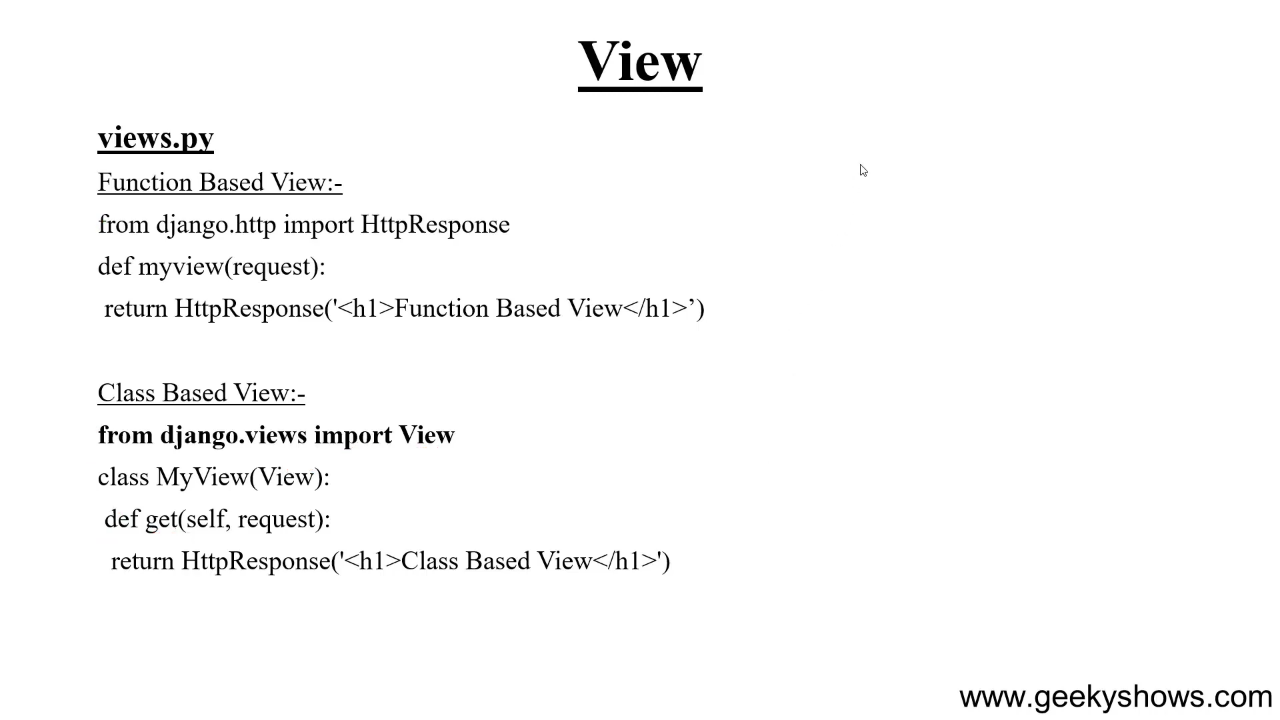 View
views.py
Function Based View:-
from django.http import HttpResponse
def myview(request):
 return HttpResponse('<h1>Function Based View</h1>’)
Class Based View:-
from django.views import View
class MyView(View):
 def get(self, request):
  return HttpResponse('<h1>Class Based View</h1>')
www.geekyshows.com